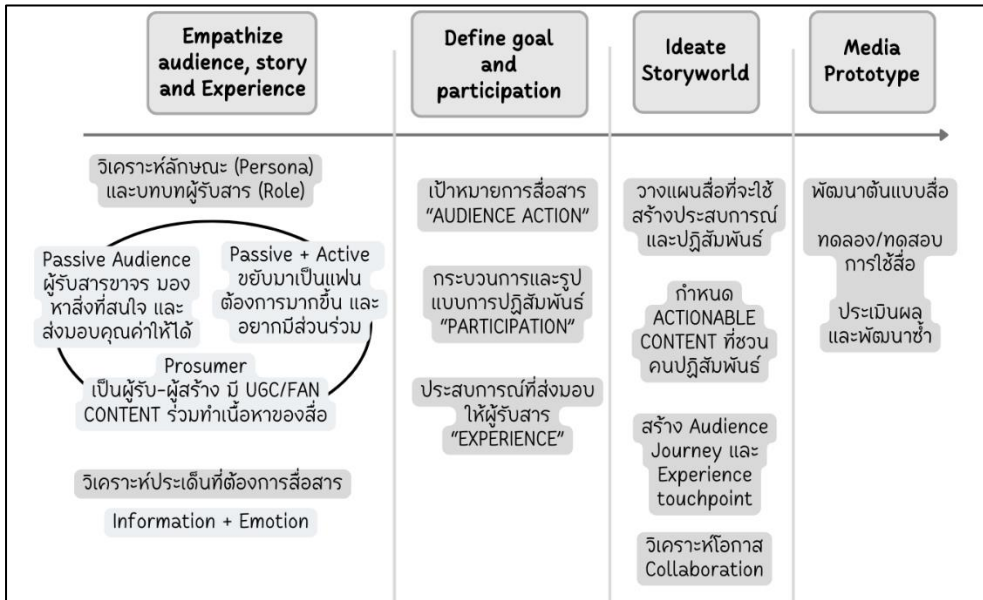 Empathize
audience, story
and Experience
Define goal
and
participation
Ideate
Storyworld
Media
Prototype
วิเคราะห์ลักษณะ (Persona)
และบทบทผู้รับสาร (Role)
Passive Audience
ผู้รับสารขาจร มอง
หาสิ่งที่สนใจ และ
ส่งมอบคุณค่าให้ได้
Passive + Active
ขยับมาเป็นแฟน
ต้องการมากขึ้น และ
อยากมีส่วนร่วม
Prosumer
เป็นผู้รับ-ผู้สร้าง มี UGC/FAN
CONTENT ร่วมทำเนื้อหาของสื่อ
วิเคราะห์ประเด็นที่ต้องการสื่อสาร
Information + Emotion
เป้าหมายการสื่อสาร
"AUDIENCE ACTION"
กระบวนการและรูป
แบบการปฏิสัมพันธ์
"PARTICIPATION"
ประสบการณ์ที่ส่งมอบ
ให้ผู้รับสาร
"EXPERIENCE"
วางแผนสื่อที่จะใช้
สร้างประสบการณ์
และปฏิสัมพันธ์
กำหนด
ACTIONABLE
CONTENT ที่ชวน
คนปฏิสัมพันธ์
สร้าง Audience
Journey และ
Experience
touchpoint
วิเคราะห์โอกาส
Collaboration
พัฒนาต้นแบบสื่อ
ทดลอง/ทดสอบ
การใช้สื่อ
ประเมินผล
และพัฒนาซ้ำ